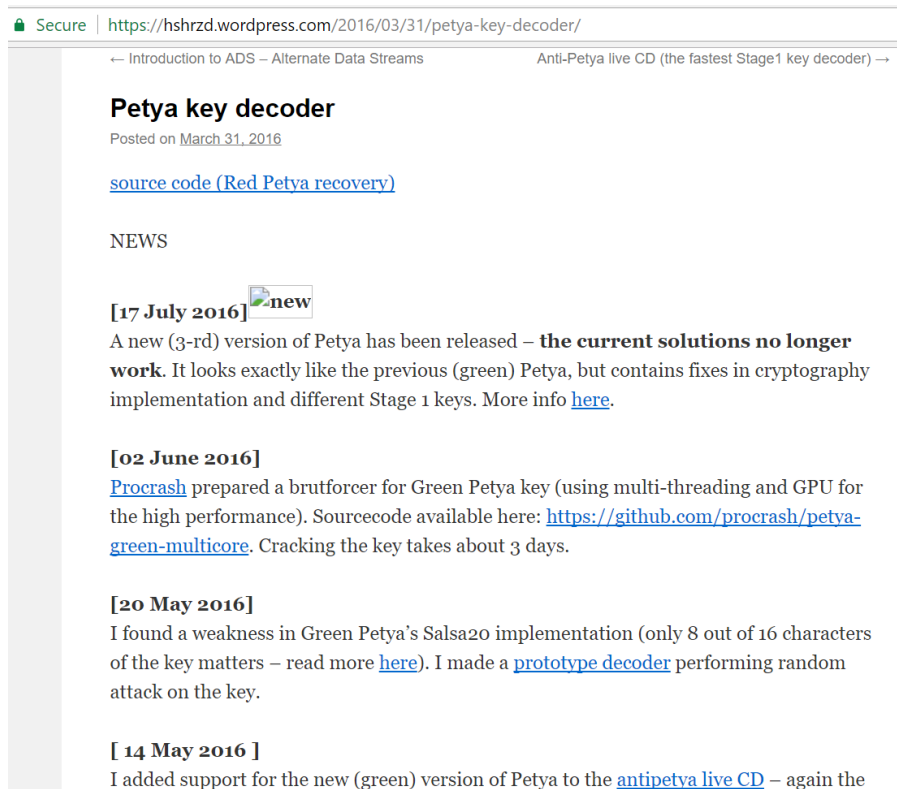 Secure | https://hshrzd.wordpress.com/2016/03/31/petya-key-decoder/
← Introduction to ADS – Alternate Data Streams Anti-Petya live CD (the fastest Stage1 key decoder) →
Petya key decoder
Posted on March 31, 2016
source code (Red Petya recovery)
NEWS
[17 July 2016] new
A new (3-rd) version of Petya has been released – the current solutions no longer
work. It looks exactly like the previous (green) Petya, but contains fixes in cryptography
implementation and different Stage 1 keys. More info here.
[02 June 2016]
Procrash prepared a brutforcer for Green Petya key (using multi-threading and GPU for
the high performance). Sourcecode available here: https://github.com/procrash/petya-
green-multicore. Cracking the key takes about 3 days.
[20 May 2016]
I found a weakness in Green Petya’s Salsa20 implementation (only 8 out of 16 characters
of the key matters – read more here). I made a prototype decoder performing random
attack on the key.
[ 14 May 2016 ]
I added support for the new (green) version of Petya to the antipetya live CD – again the